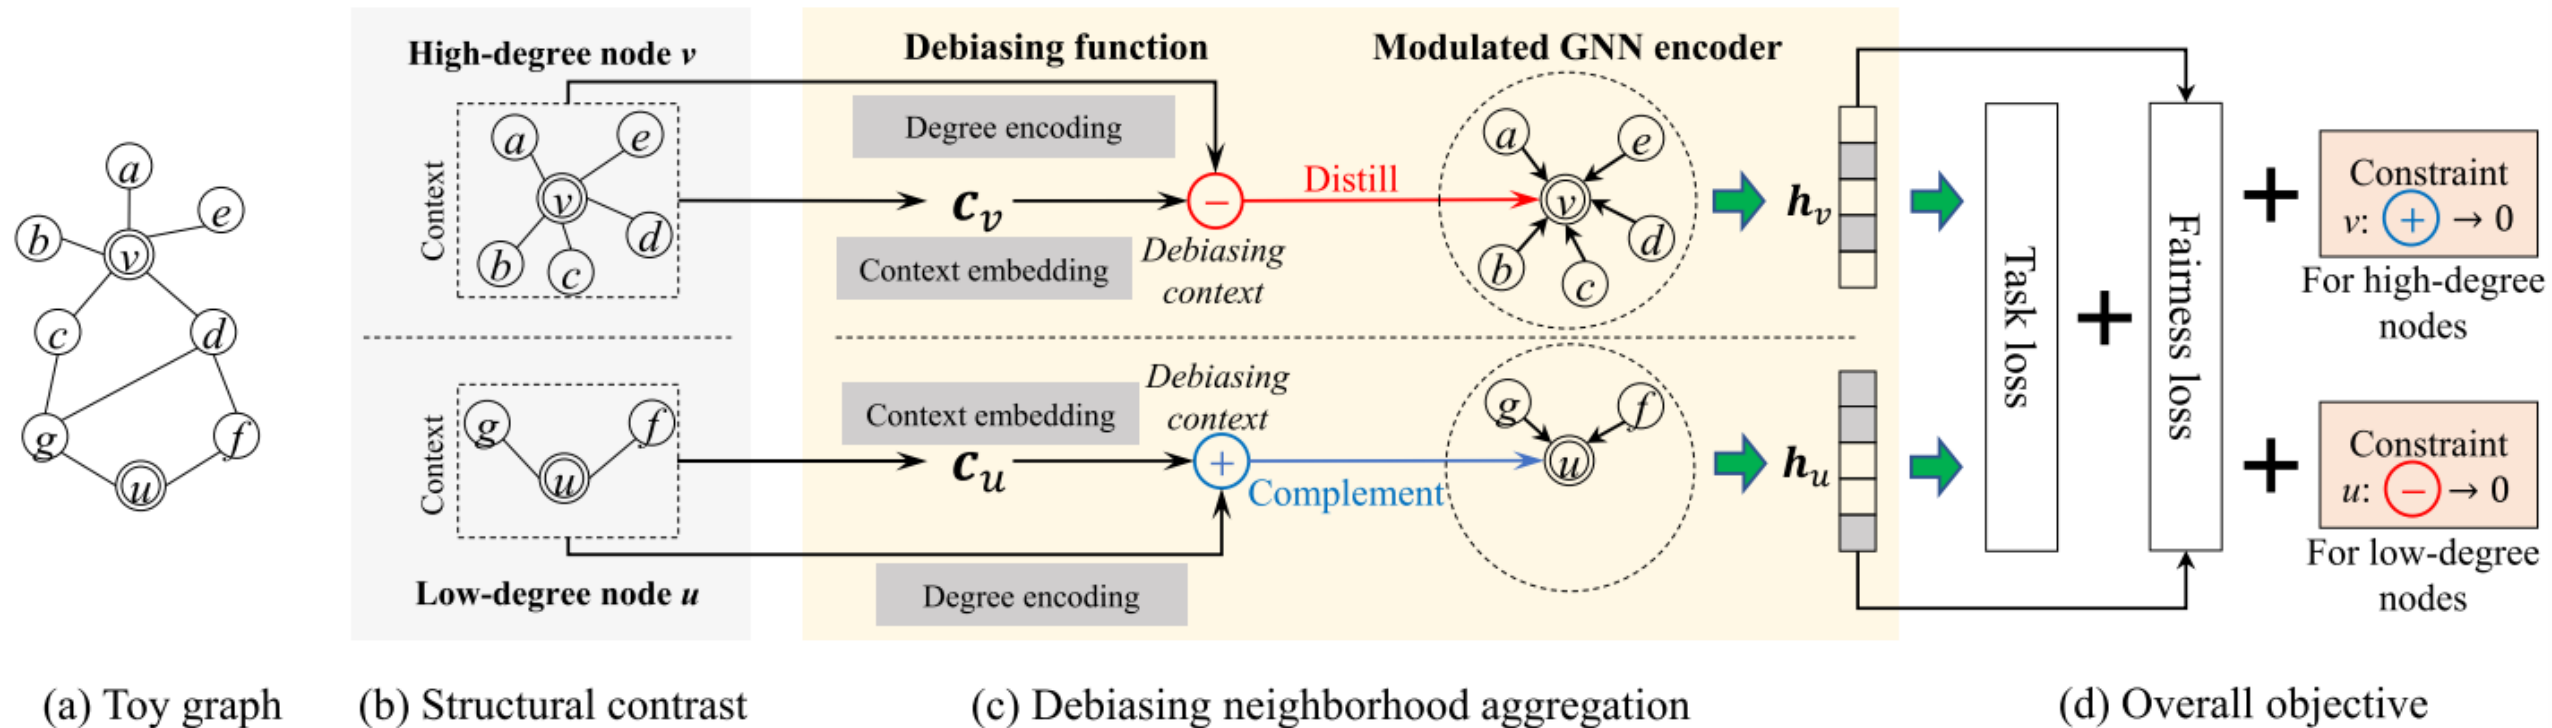 a
e
b
v
c
d
g
f
u
(a) Toy graph
High-degree node v
Context
a
e
v
d
b
c
Context
g
f
u
Low-degree node u
(b) Structural contrast
Debiasing function
Modulated GNN encoder
Degree encoding
c_v
−
Distill
Context embedding
Debiasing
context
a
e
v
d
b
c
h_v
Context embedding
Debiasing
context
c_u
+
Complement
Degree encoding
g
f
u
h_u
(c) Debiasing neighborhood aggregation
Task loss
+
Fairness loss
+
Constraint
v: + → 0
For high-degree
nodes
+
Constraint
u: − → 0
For low-degree
nodes
(d) Overall objective